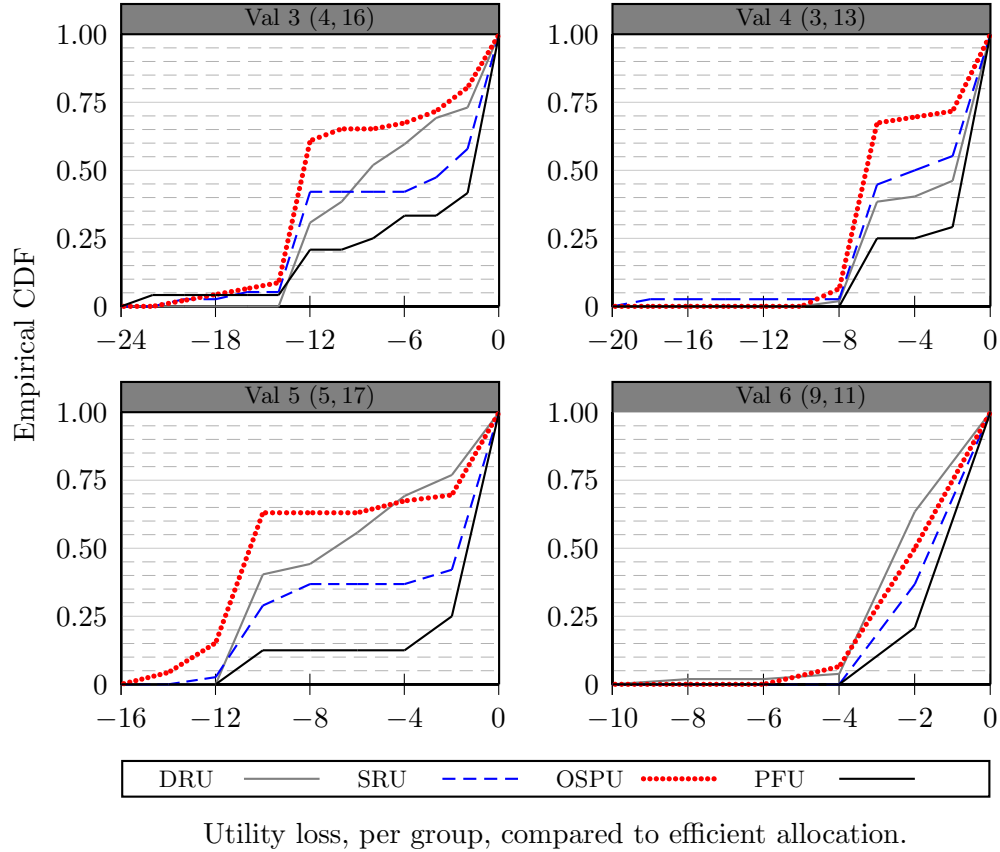 Val 3 (4, 16)
Val 4 (3, 13)
1.00
0.75
0.50
0.25
0
−24 −18 −12 −6 0
1.00
0.75
0.50
0.25
0
−20 −16 −12 −8 −4 0
Empirical CDF
Val 5 (5, 17)
Val 6 (9, 11)
1.00
0.75
0.50
0.25
0
−16 −12 −8 −4 0
1.00
0.75
0.50
0.25
0
−10 −8 −6 −4 −2 0
DRU SRU OSPU PFU
Utility loss, per group, compared to efficient allocation.